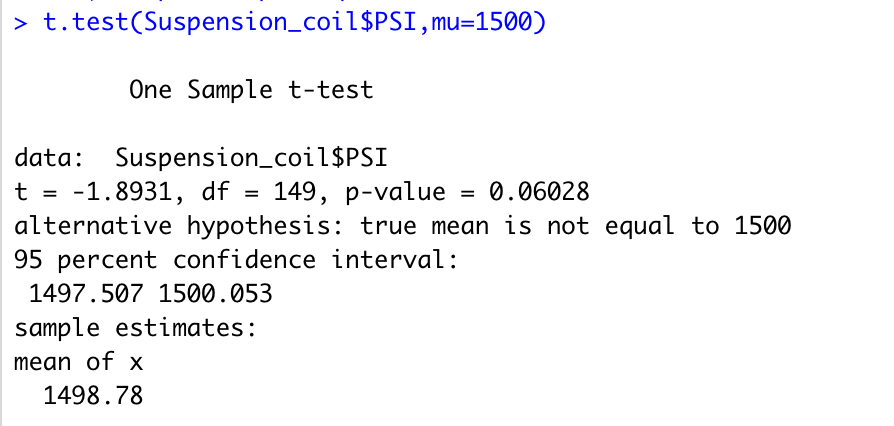 > t.test(Suspension_coil$PSI,mu=1500)
One Sample t-test
data:  Suspension_coil$PSI
t = -1.8931, df = 149, p-value = 0.06028
alternative hypothesis: true mean is not equal to 1500
95 percent confidence interval:
1497.507 1500.053
sample estimates:
mean of x
1498.78